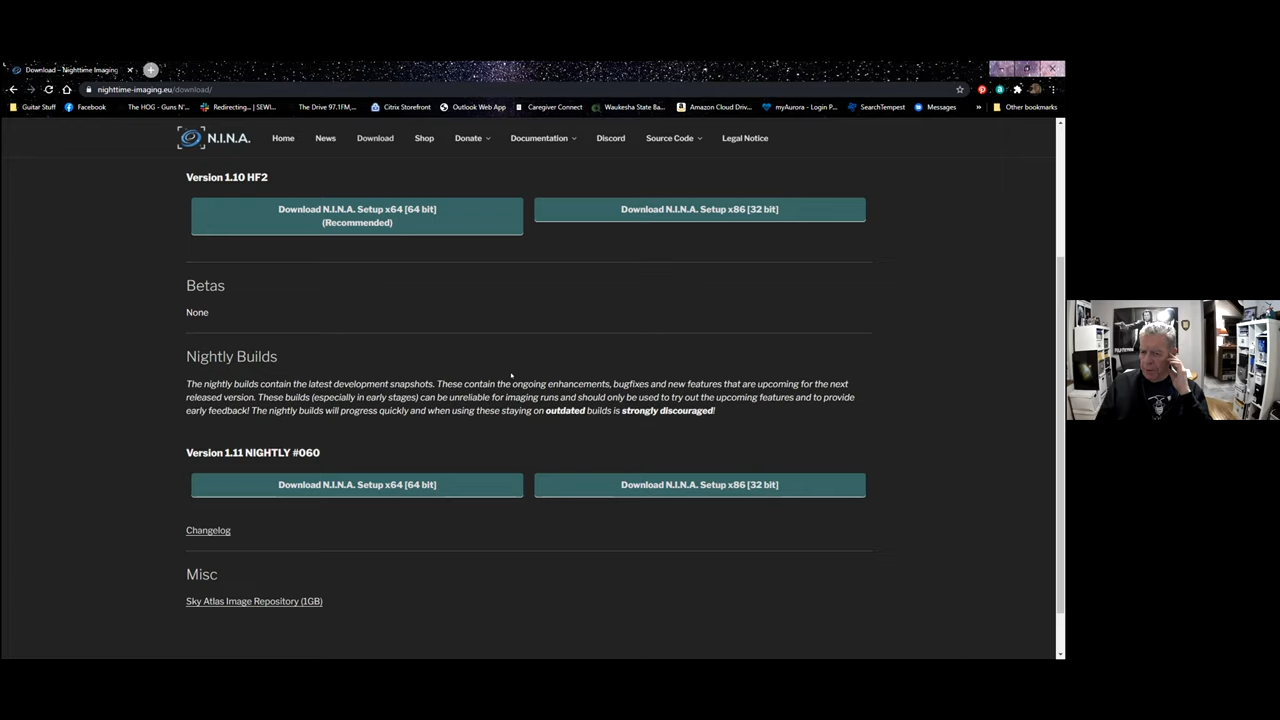 Download – Nighttime Imaging
nighttime-imaging.eu/download/
Guitar Stuff Facebook The HOG - Guns N'... Redirecting... | SEWI... The Drive 97.1FM,... Citrix Storefront Outlook Web App Caregiver Connect Waukesha State Ba... Amazon Cloud Driv... myAurora - Login P... SearchTempest Messages » Other bookmarks
N.I.N.A. Home News Download Shop Donate Documentation Discord Source Code Legal Notice
Version 1.10 HF2
Download N.I.N.A. Setup x64 [64 bit]
(Recommended)
Download N.I.N.A. Setup x86 [32 bit]
Betas
None
Nightly Builds
The nightly builds contain the latest development snapshots. These contain the ongoing enhancements, bugfixes and new features that are upcoming for the next
released version. These builds (especially in early stages) can be unreliable for imaging runs and should only be used to try out the upcoming features and to provide
early feedback! The nightly builds will progress quickly and when using these staying on outdated builds is strongly discouraged!
Version 1.11 NIGHTLY #060
Download N.I.N.A. Setup x64 [64 bit] Download N.I.N.A. Setup x86 [32 bit]
Changelog
Misc
Sky Atlas Image Repository (1GB)